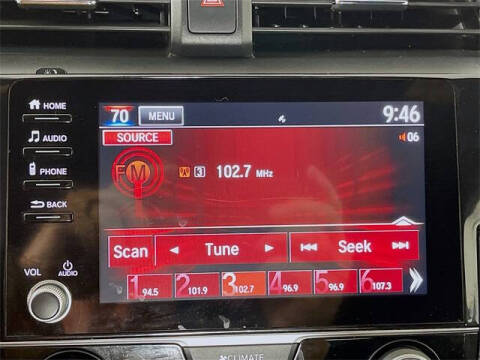 HOME
AUDIO
PHONE
BACK
VOL AUDIO
70 MENU 9:46
SOURCE 06
FM 3 102.7 MHz
Scan Tune Seek
1 94.5 2 101.9 3 102.7 4 96.9 5 96.9 6 107.3
CLIMATE